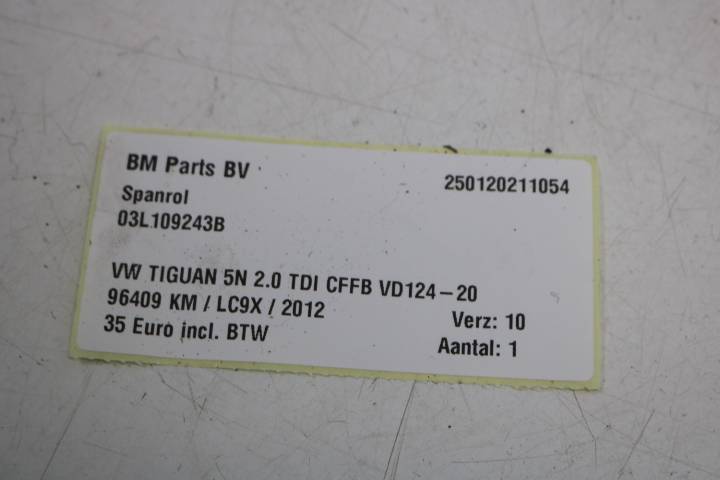 BM Parts BV 250120211054
Spanrol
03L109243B
VW TIGUAN 5N 2.0 TDI CFFB VD124-20
96409 KM / LC9X / 2012 Verz: 10
35 Euro incl. BTW Aantal: 1